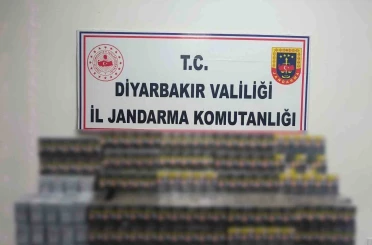 T.C.
DİYARBAKIR VALİLİĞİ
İL JANDARMA KOMUTANLIĞI